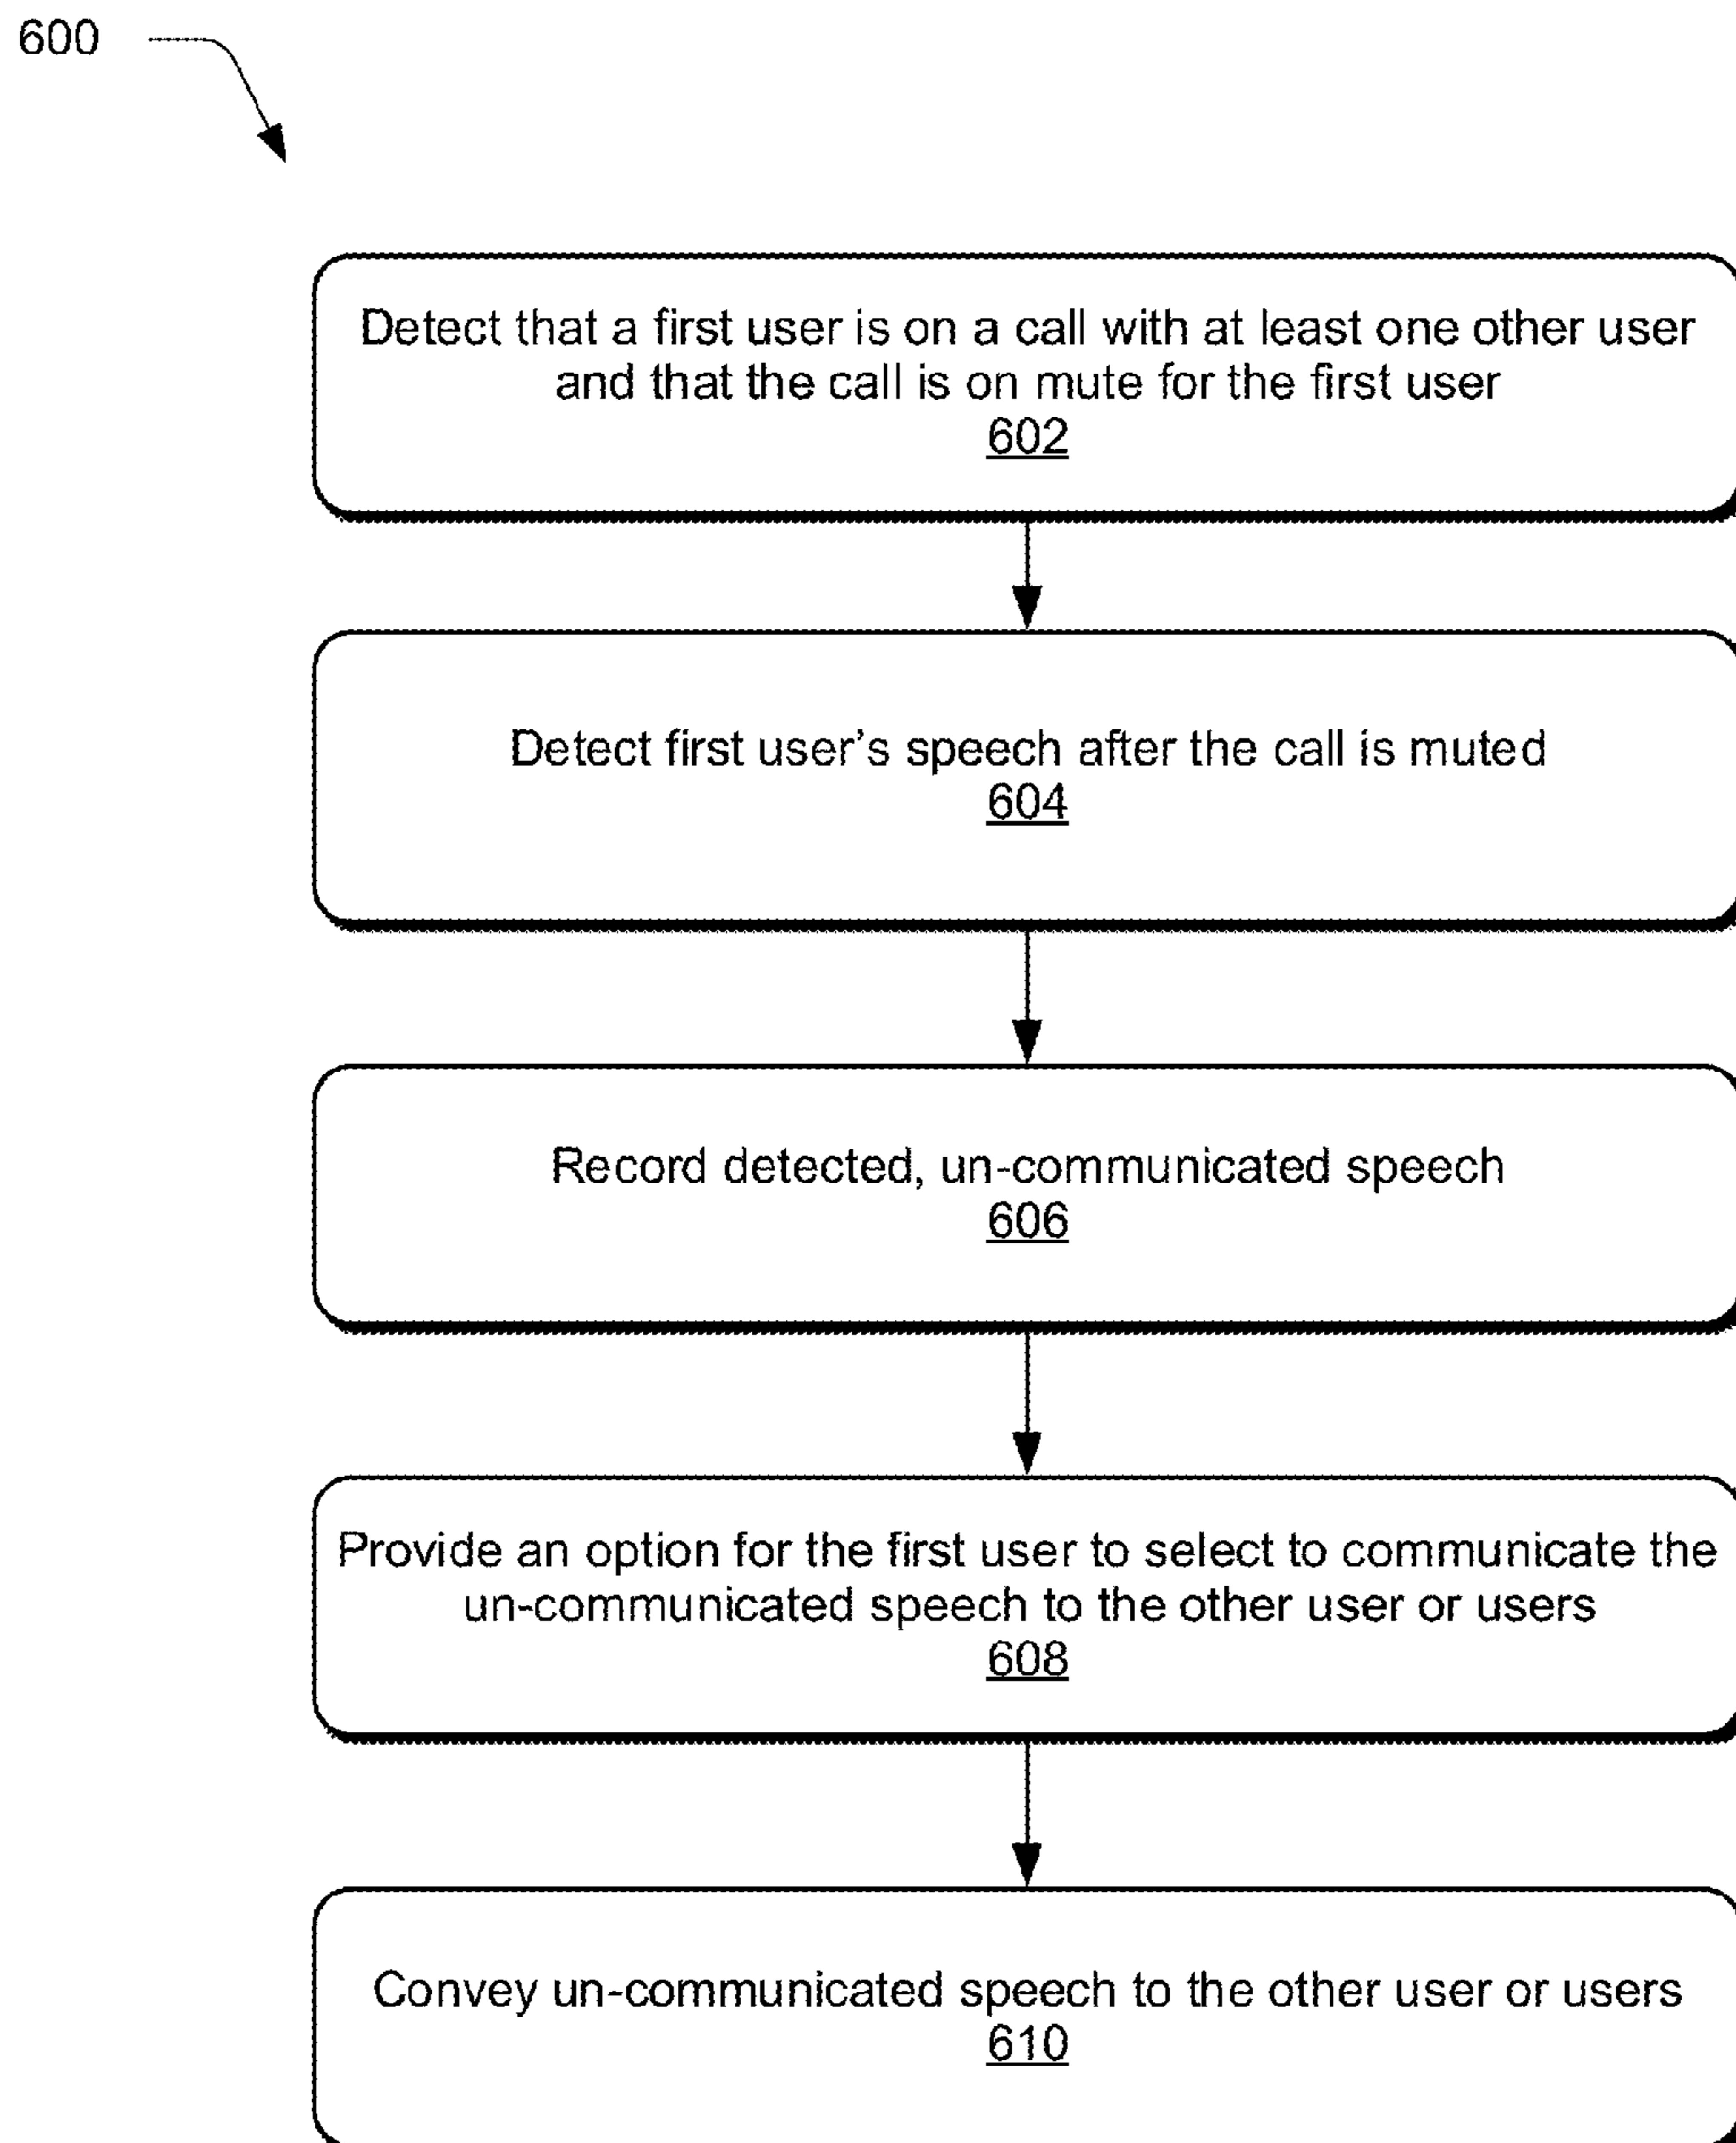 600
Detect that a first user is on a call with at least one other user
and that the call is on mute for the first user
602
Detect first user’s speech after the call is muted
604
Record detected, un-communicated speech
606
Provide an option for the first user to select to communicate the
un-communicated speech to the other user or users
608
Convey un-communicated speech to the other user or users
610